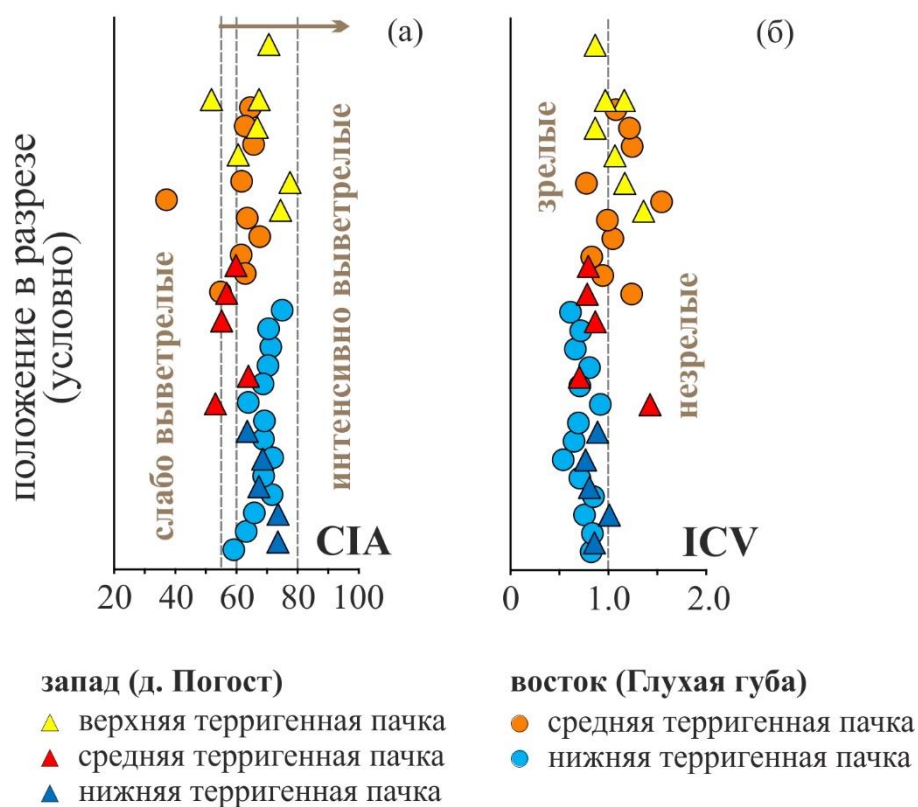 (а)
(б)
положение в разрезе
(условно)
слабо выветрелые
интенсивно выветрелые
зрелые
незрелые
CIA
ICV
20 40 60 80 100
0 1.0 2.0
запад (д. Погост)
верхняя терригенная пачка
средняя терригенная пачка
нижняя терригенная пачка
восток (Глухая губа)
средняя терригенная пачка
нижняя терригенная пачка